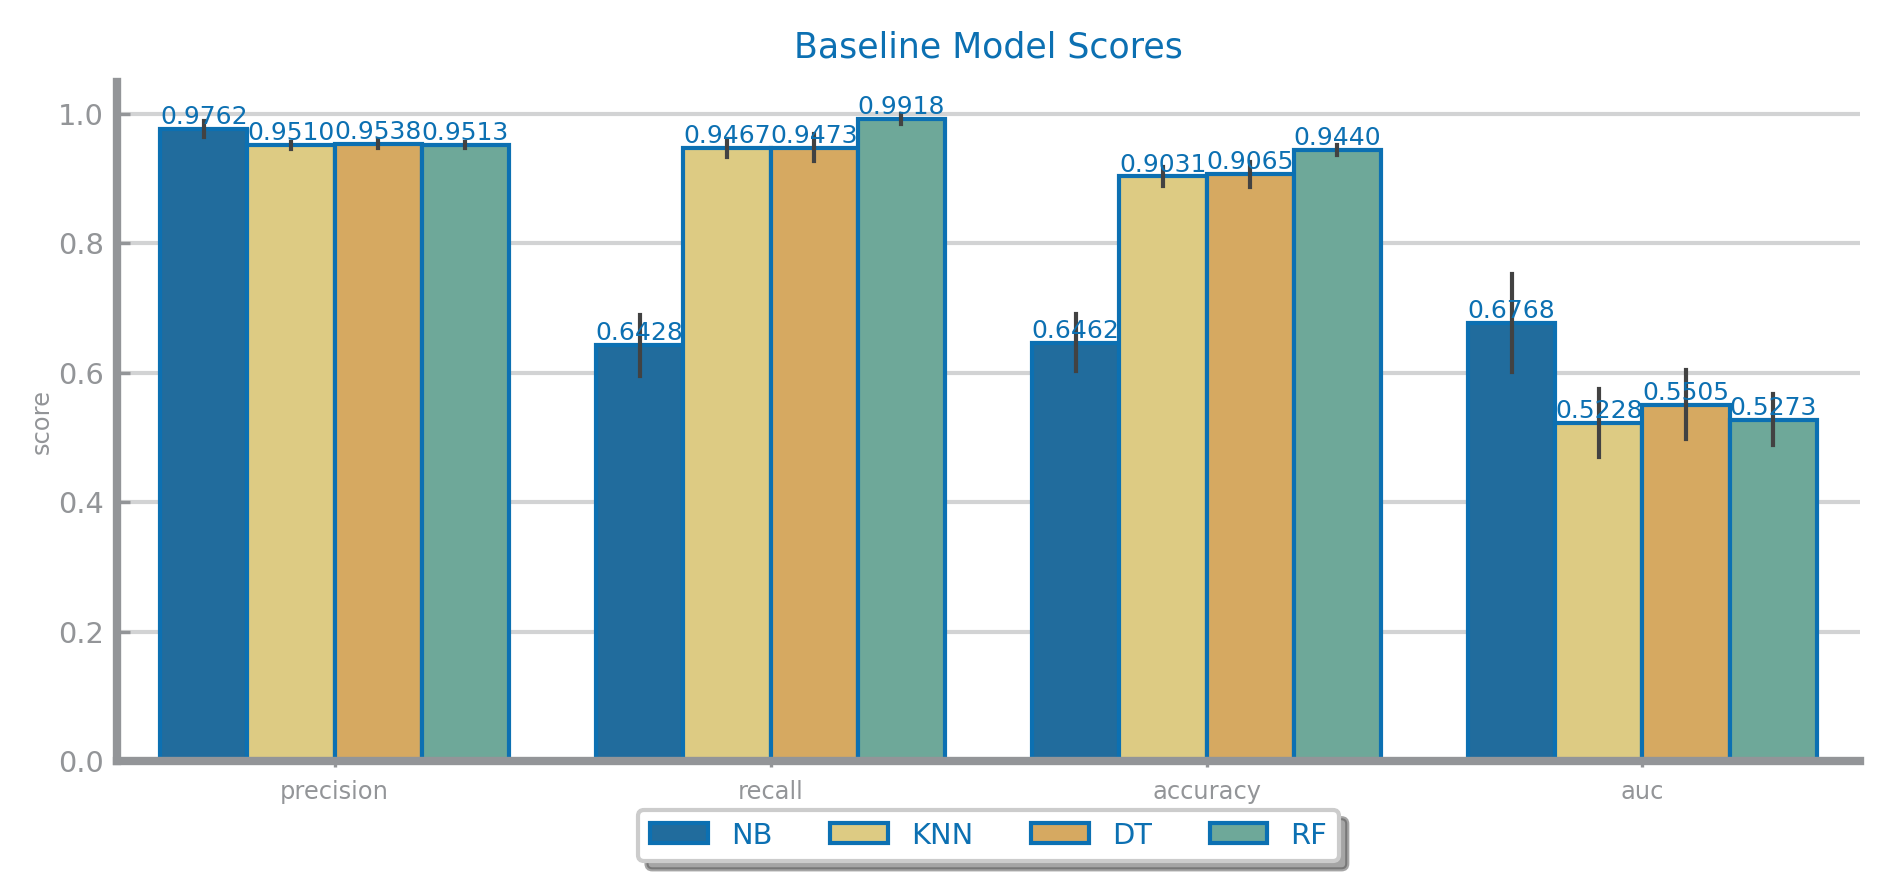 Baseline Model Scores
1.0
0.8
0.6
0.4
0.2
0.0
score
0.9762 0.9510 0.9538 0.9513
0.6428 0.9467 0.9473 0.9918
0.6462 0.9031 0.9065 0.9440
0.6768 0.5228 0.5505 0.5273
precision recall accuracy auc
NB KNN DT RF